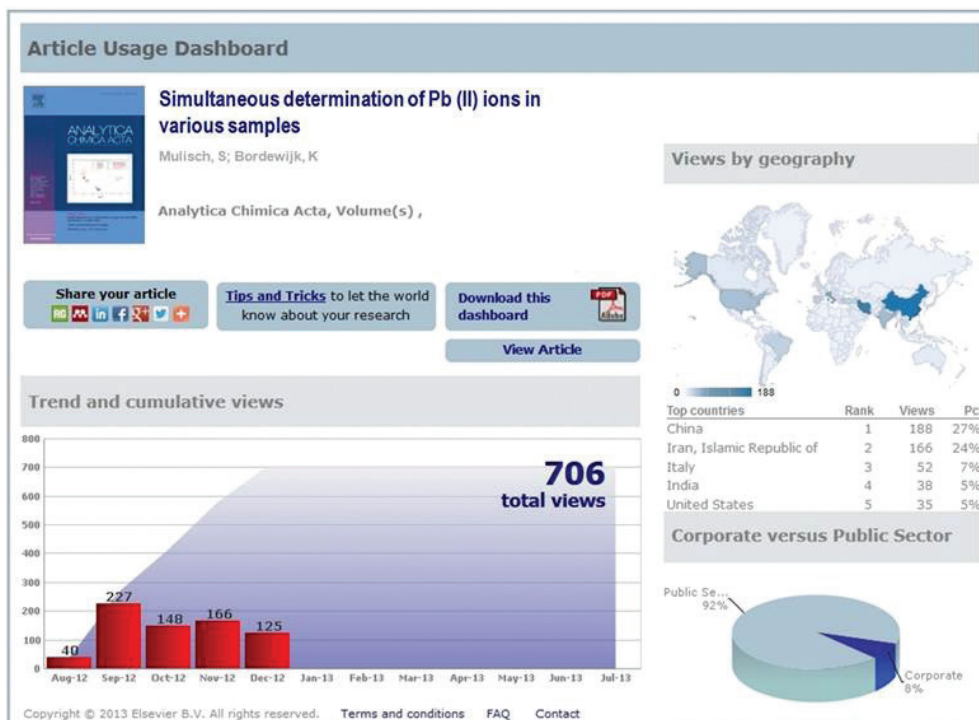 Article Usage Dashboard
ANALYTICA
CHIMICA ACTA
Simultaneous determination of Pb (II) ions in
various samples
Mulisch, S; Bordewijk, K
Analytica Chimica Acta, Volume(s) ,
Share your article
RG in f g+
Tips and Tricks to let the world
know about your research
Download this
dashboard
PDF
Adobe
View Article
Trend and cumulative views
800
700
600
500
400
300
200
100
0
706
total views
40
227
148
166
125
Aug-12 Sep-12 Oct-12 Nov-12 Dec-12 Jan-13 Feb-13 Mar-13 Apr-13 May-13 Jun-13 Jul-13
Views by geography
0 188
Top countries Rank Views Pc
China 1 188 27%
Iran, Islamic Republic of 2 166 24%
Italy 3 52 7%
India 4 38 5%
United States 5 35 5%
Corporate versus Public Sector
Public Se...
92%
Corporate
8%
Copyright © 2013 Elsevier B.V. All rights reserved. Terms and conditions FAQ Contact